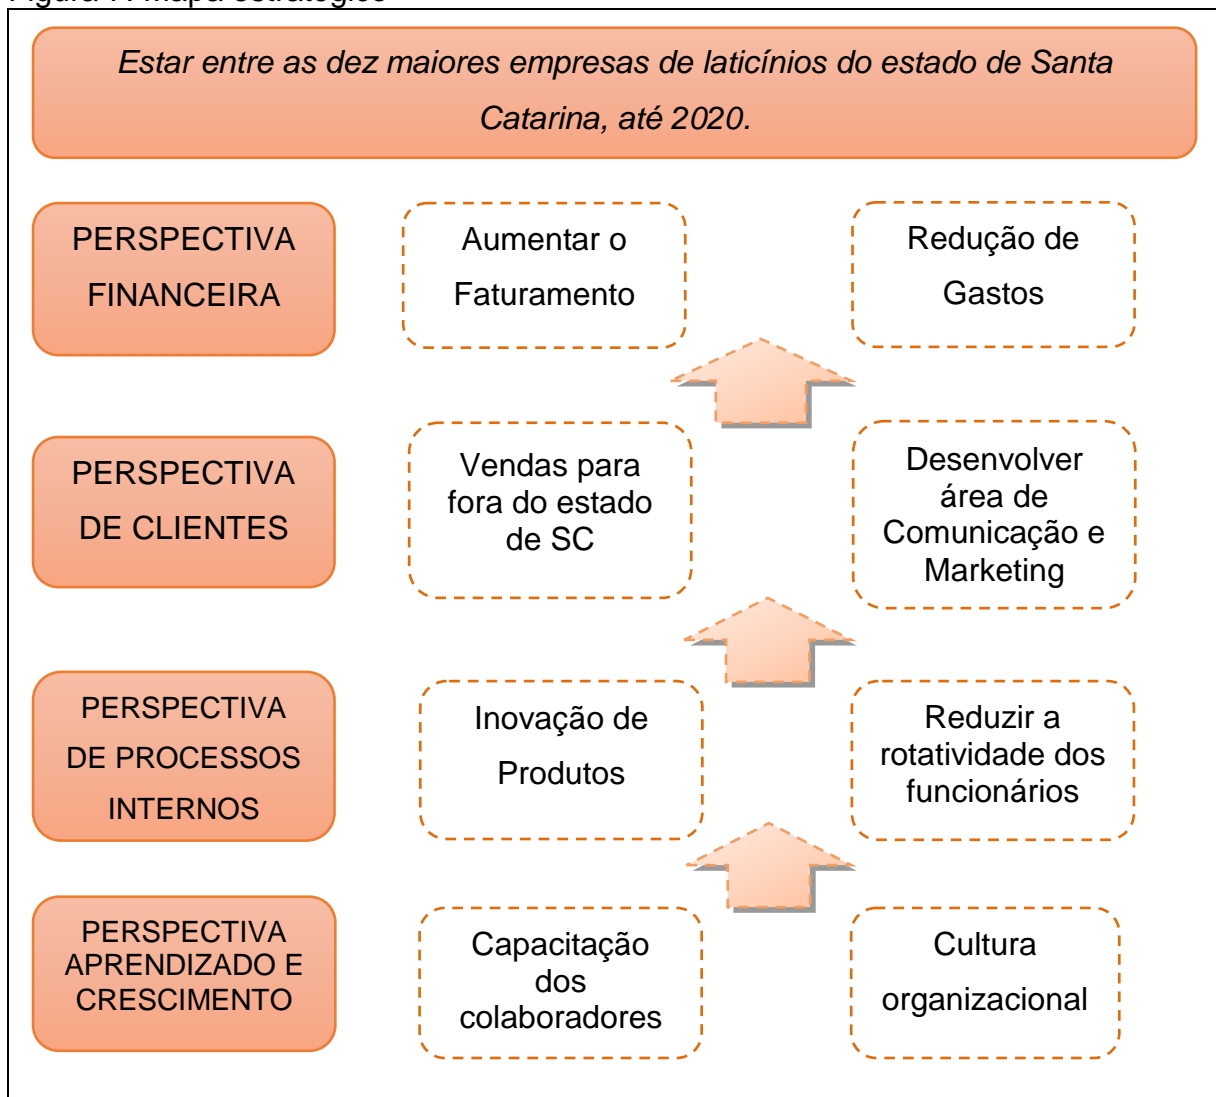 Estar entre as dez maiores empresas de laticínios do estado de Santa
Catarina, até 2020.
PERSPECTIVA
FINANCEIRA
Aumentar o
Faturamento
Redução de
Gastos
PERSPECTIVA
DE CLIENTES
Vendas para
fora do estado
de SC
Desenvolver
área de
Comunicação e
Marketing
PERSPECTIVA
DE PROCESSOS
INTERNOS
Inovação de
Produtos
Reduzir a
rotatividade dos
funcionários
PERSPECTIVA
APRENDIZADO E
CRESCIMENTO
Capacitação
dos
colaboradores
Cultura
organizacional